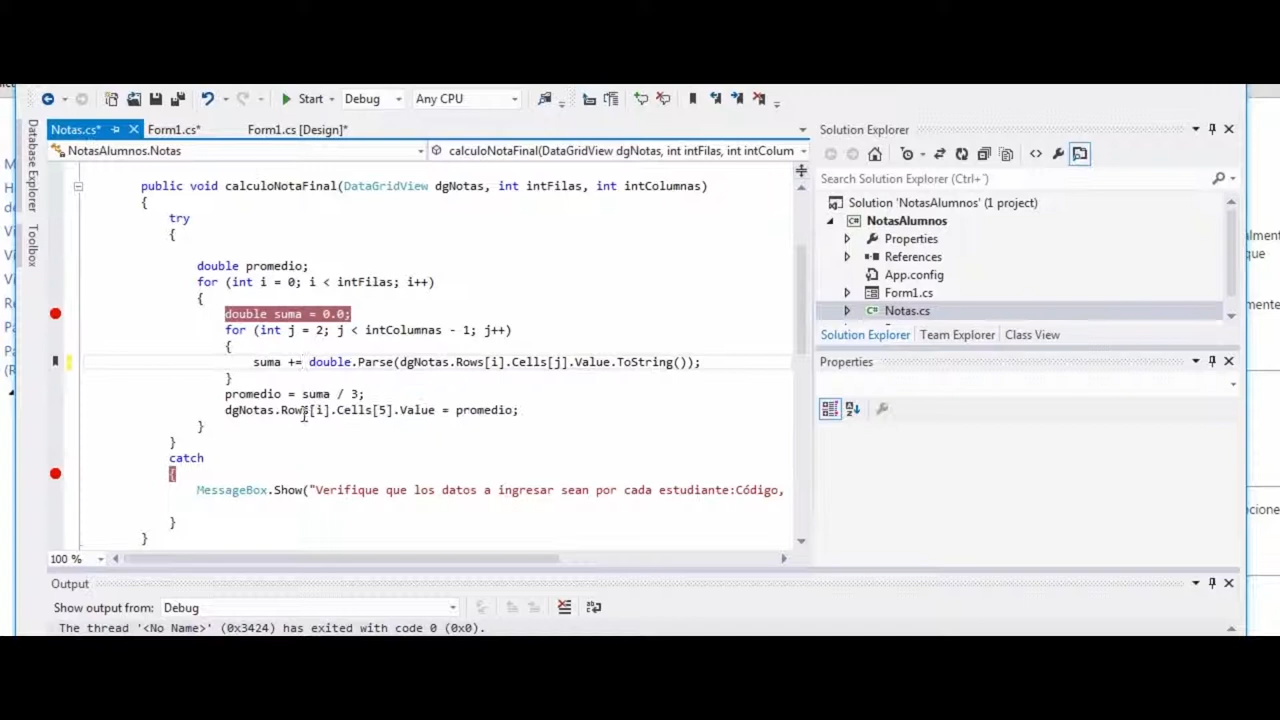 Start
Debug
Any CPU
Notas.cs*
Form1.cs*
Form1.cs [Design]*
Solution Explorer
NotasAlumnos.Notas
calculoNotaFinal(DataGridView dgNotas, int intFilas, int intColum
Database Explorer
Toolbox
Search Solution Explorer (Ctrl+¨)
public void calculoNotaFinal(DataGridView dgNotas, int intFilas, int intColumnas)
{
try
{
double promedio;
for (int i = 0; i < intFilas; i++)
{
double suma = 0.0;
for (int j = 2; j < intColumnas - 1; j++)
{
suma += double.Parse(dgNotas.Rows[i].Cells[j].Value.ToString());
}
promedio = suma / 3;
dgNotas.Rows[i].Cells[5].Value = promedio;
}
}
catch
{
MessageBox.Show("Verifique que los datos a ingresar sean por cada estudiante:Código,
}
}
Solution 'NotasAlumnos' (1 project)
NotasAlumnos
Properties
References
App.config
Form1.cs
Notas.cs
Solution Explorer
Team Explorer
Class View
Properties
100 %
Output
Show output from:
Debug
The thread '<No Name>' (0x3424) has exited with code 0 (0x0).